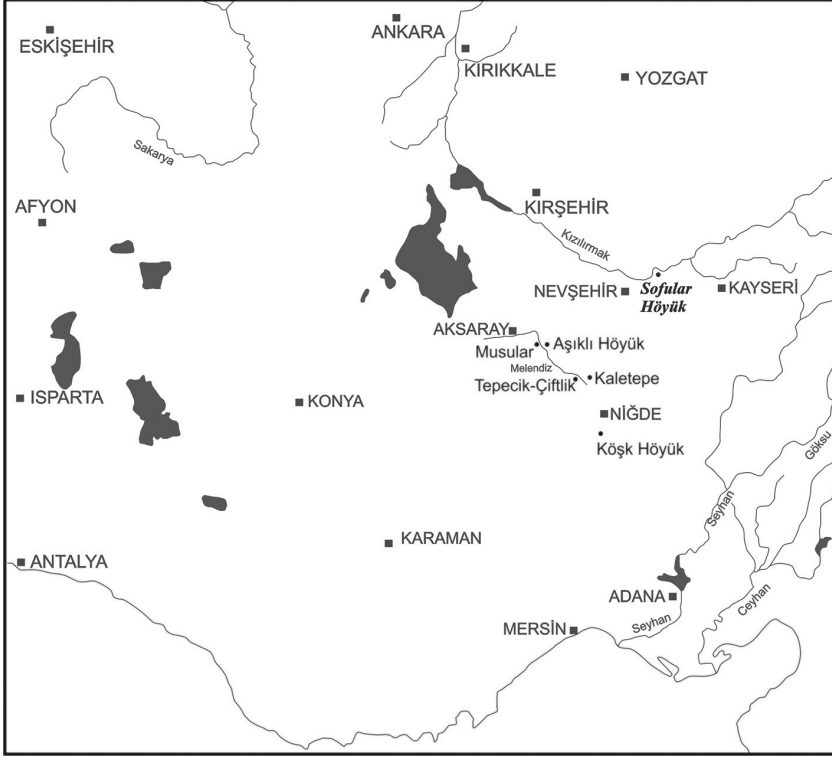 ANKARA
ESKİŞEHİR
KIRIKKALE
YOZGAT
Sakarya
AFYON
KIRŞEHİR
Kızılırmak
NEVŞEHİR
Sofular
Höyük
KAYSERİ
AKSARAY
Musular
Aşıklı Höyük
Melendiz
Tepecik-Çiftlik
Kaletepe
ISPARTA
KONYA
NİĞDE
Köşk Höyük
Göksu
Seyhan
KARAMAN
ANTALYA
ADANA
Ceyhan
Seyhan
MERSİN